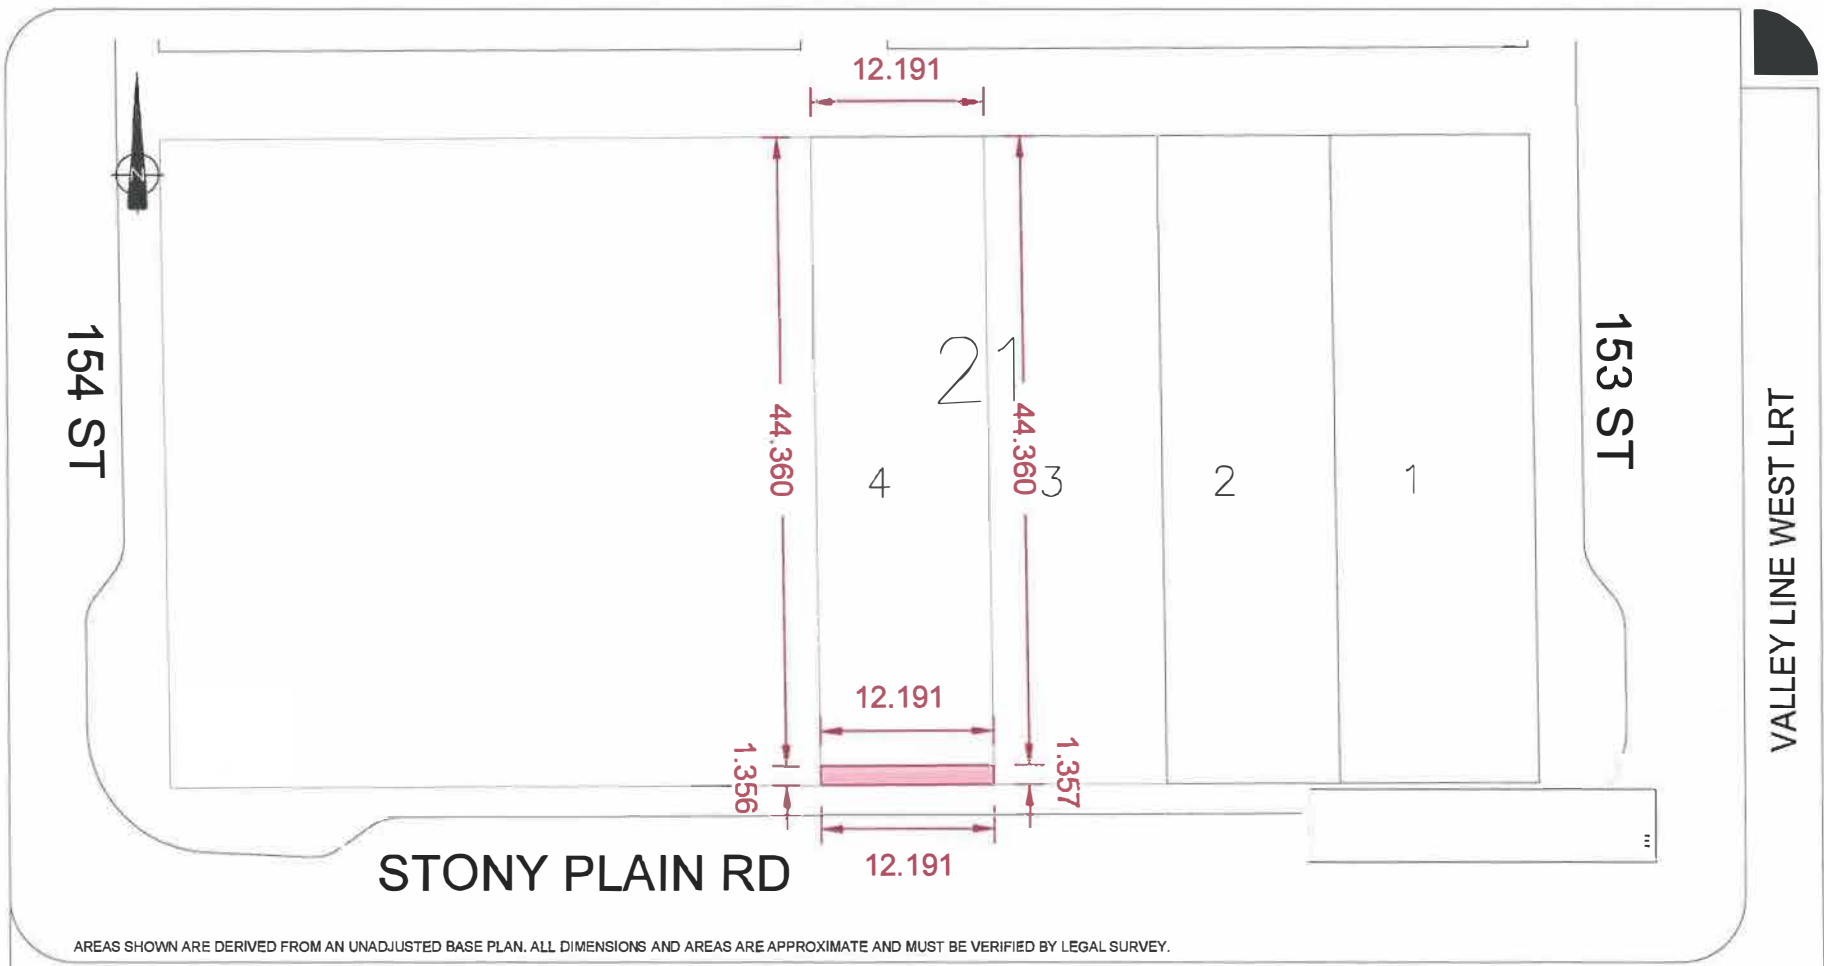 12.191
N
154 ST
153 ST
21
44.360
44.360
4
3
2
1
VALLEY LINE WEST LRT
12.191
1.356
1.357
12.191
STONY PLAIN RD
AREAS SHOWN ARE DERIVED FROM AN UNADJUSTED BASE PLAN. ALL DIMENSIONS AND AREAS ARE APPROXIMATE AND MUST BE VERIFIED BY LEGAL SURVEY.